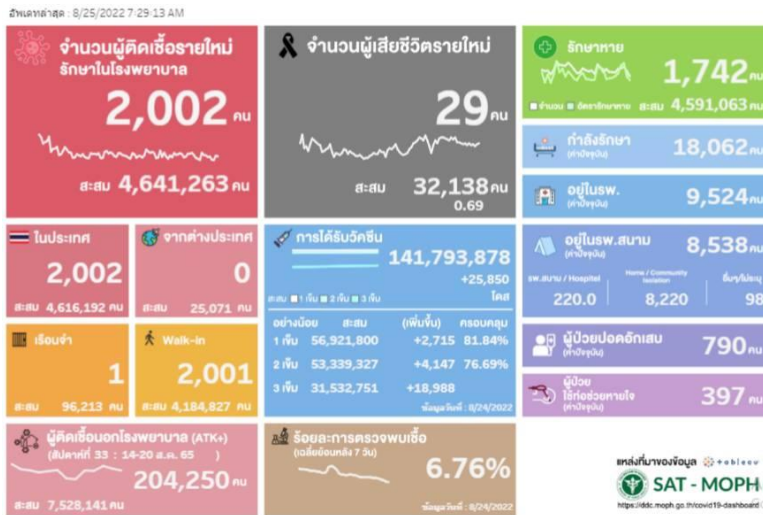 อัพเดทล่าสุด : 8/25/2022 7:29:13 AM
จำนวนผู้ติดเชื้อรายใหม่
รักษาในโรงพยาบาล
2,002 คน
สะสม 4,641,263 คน
จำนวนผู้เสียชีวิตรายใหม่
29 คน
สะสม 32,138 คน
0.69
รักษาหาย
1,742 คน
จำนวน อัตรารักษาหาย สะสม 4,591,063 คน
กำลังรักษา
(ค่าปัจจุบัน)
18,062 คน
อยู่ในรพ.
(ค่าปัจจุบัน)
9,524 คน
อยู่ในรพ.สนาม
(ค่าปัจจุบัน)
8,538 คน
รพ.สนาม / Hospitel
220.0
Home / Community Isolation
8,220
อื่นๆ/ไม่ระบุ
98
ในประเทศ
2,002
สะสม 4,616,192 คน
จากต่างประเทศ
0
สะสม 25,071 คน
การได้รับวัคซีน
141,793,878
+25,850
โดส
สะสม 1 เข็ม 2 เข็ม 3 เข็ม
อย่างน้อย สะสม (เพิ่มขึ้น) ครอบคลุม
1 เข็ม 56,921,800 +2,715 81.84%
2 เข็ม 53,339,327 +4,147 76.69%
3 เข็ม 31,532,751 +18,988
ข้อมูลวันที่ : 8/24/2022
เรือนจำ
1
สะสม 96,213 คน
Walk-in
2,001
สะสม 4,184,827 คน
ผู้ป่วยปอดอักเสบ
(ค่าปัจจุบัน)
790 คน
ผู้ป่วย
ใช้ท่อช่วยหายใจ
(ค่าปัจจุบัน)
397 คน
ผู้ติดเชื้อนอกโรงพยาบาล (ATK+)
(สัปดาห์ที่ 33 : 14-20 ส.ค. 65 )
204,250 คน
สะสม 7,528,141 คน
ร้อยละการตรวจพบเชื้อ
(เฉลี่ยย้อนหลัง 7 วัน)
6.76%
ข้อมูลวันที่ : 8/24/2022
แหล่งที่มาของข้อมูล +tableau
SAT - MOPH
https://ddc.moph.go.th/covid19-dashboard